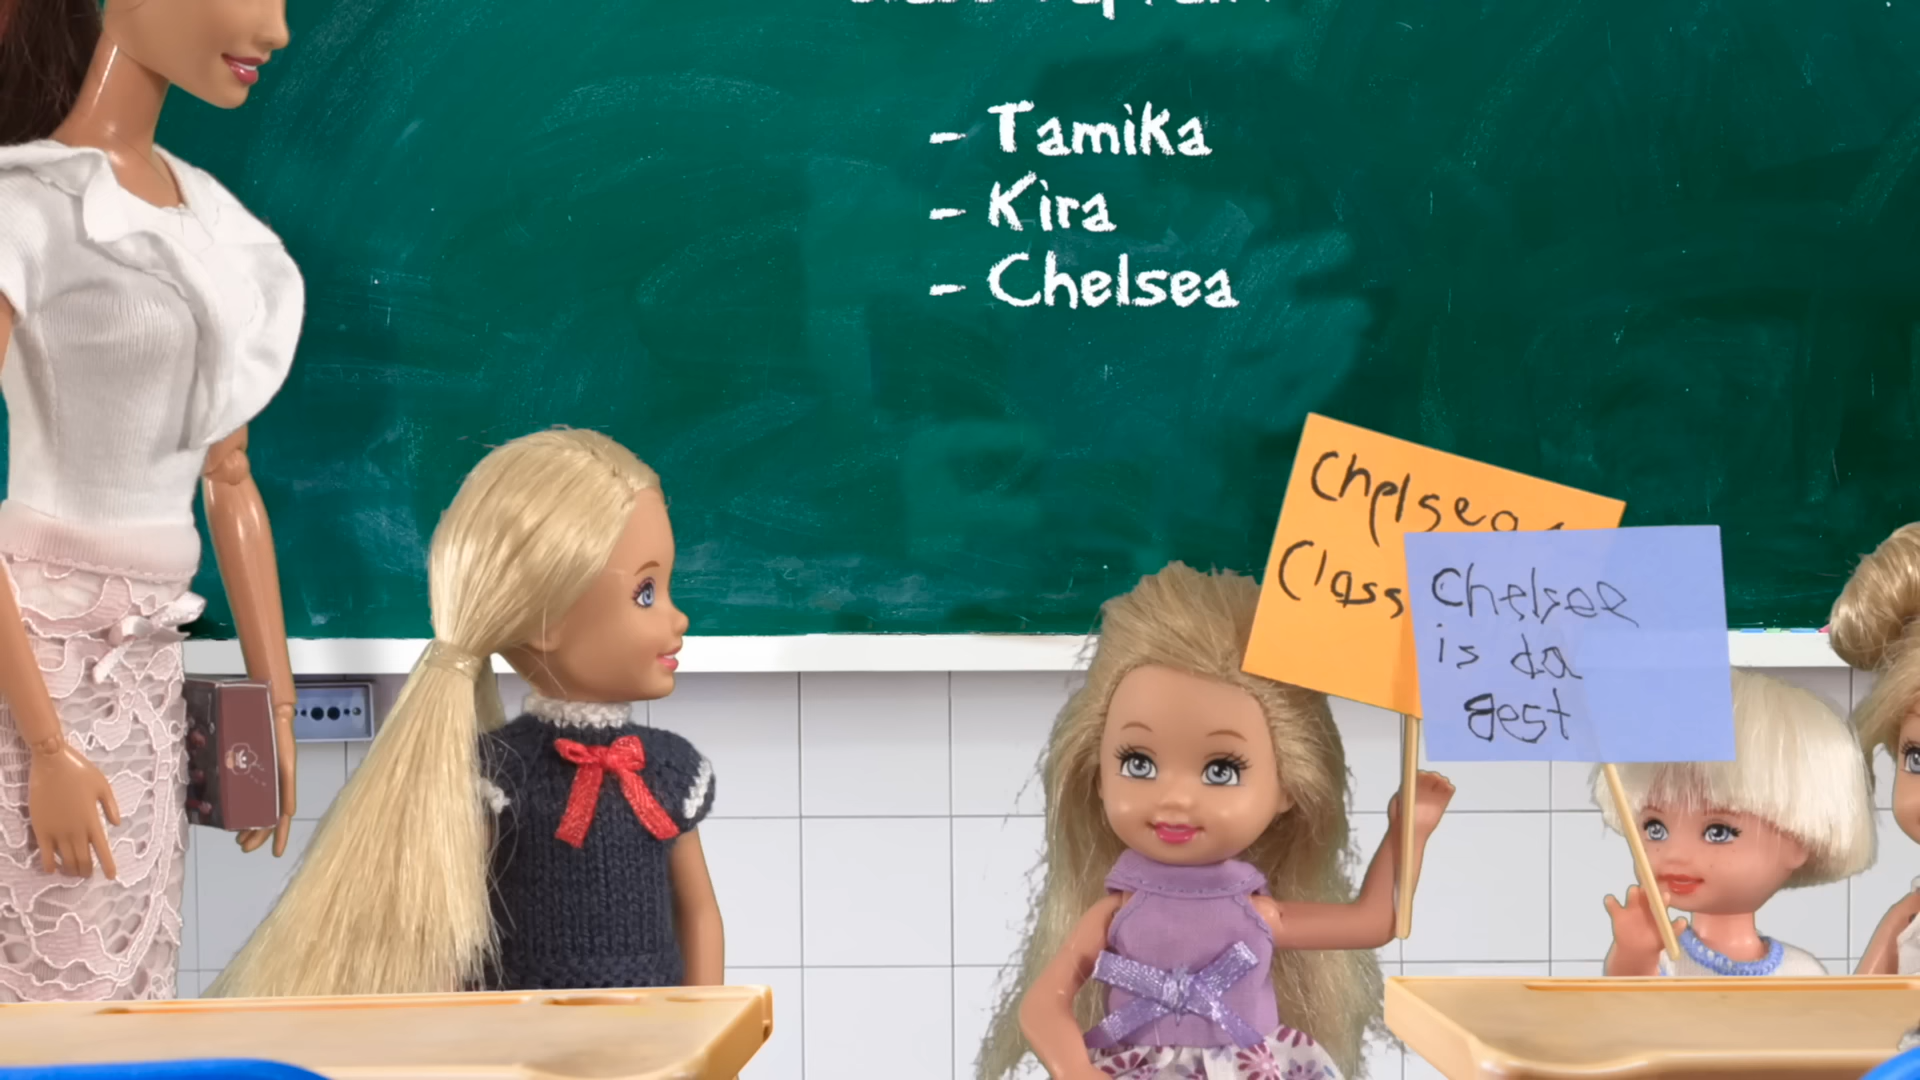 - Tamika
- Kira
- Chelsea
Chelsea
Class
Chelsee
is da
Best